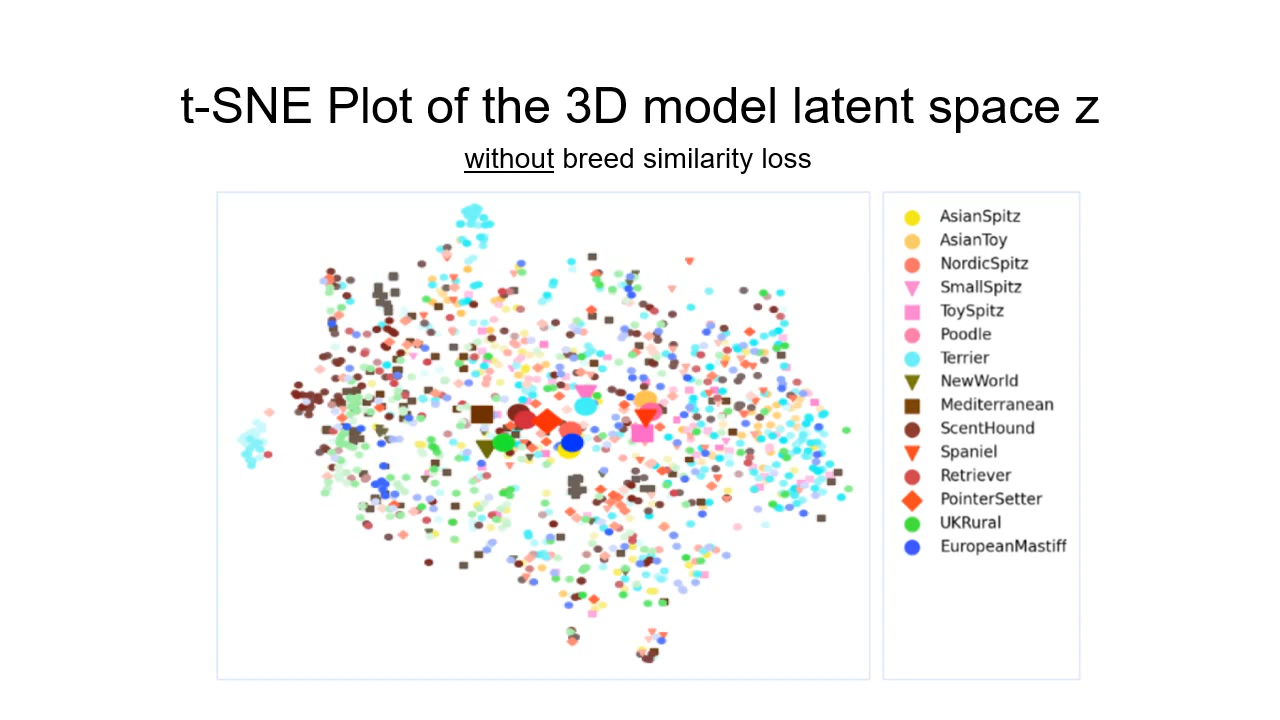 t-SNE Plot of the 3D model latent space z
without breed similarity loss
AsianSpitz
AsianToy
NordicSpitz
SmallSpitz
ToySpitz
Poodle
Terrier
NewWorld
Mediterranean
ScentHound
Spaniel
Retriever
PointerSetter
UKRural
EuropeanMastiff